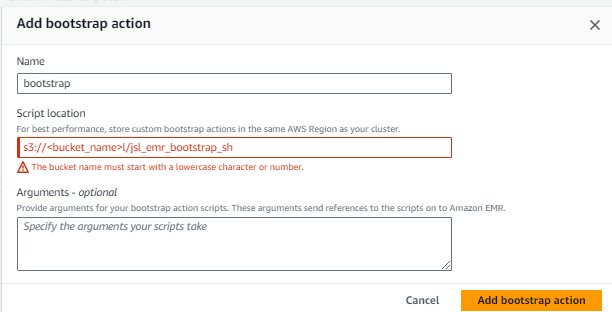 Add bootstrap action
Name
bootstrap
Script location
For best performance, store custom bootstrap actions in the same AWS Region as your cluster.
s3://<bucket_name>l/jsl_emr_bootstrap_sh
The bucket name must start with a lowercase character or number.
Arguments - optional
Provide arguments for your bootstrap action scripts. These arguments send references to the scripts on to Amazon EMR.
Specify the arguments your scripts take
Cancel
Add bootstrap action